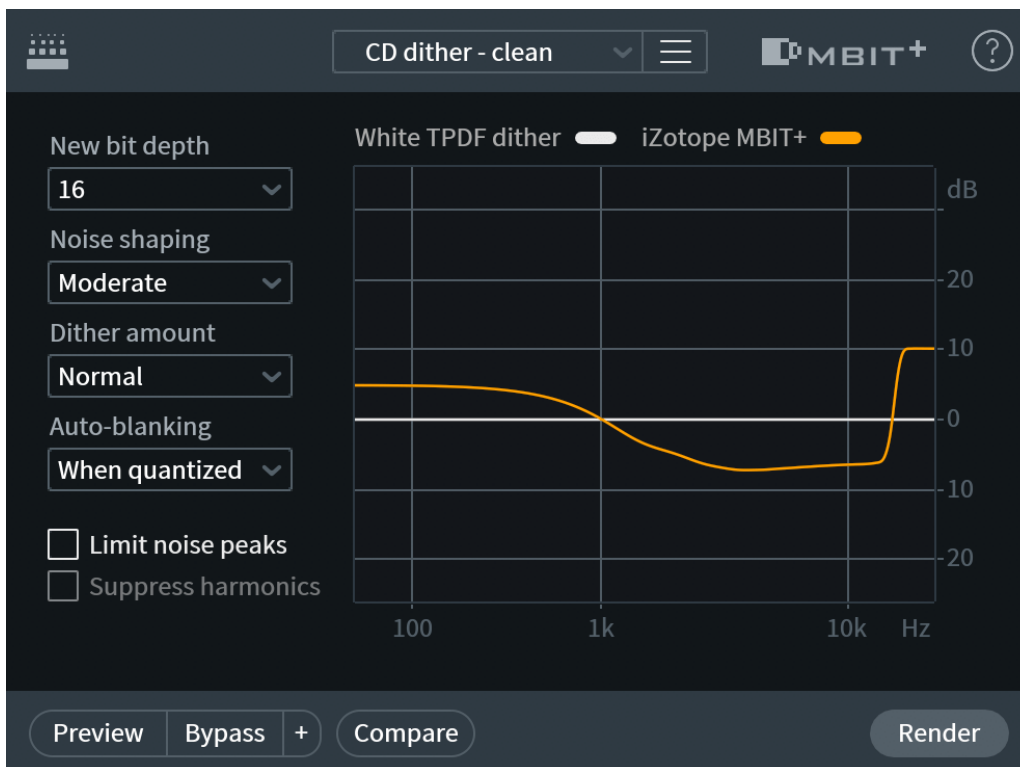 CD dither - clean
MBIT+
?
New bit depth
16
Noise shaping
Moderate
Dither amount
Normal
Auto-blanking
When quantized
Limit noise peaks
Suppress harmonics
White TPDF dither
iZotope MBIT+
dB
20
10
0
10
20
100
1k
10k
Hz
Preview
Bypass
+
Compare
Render